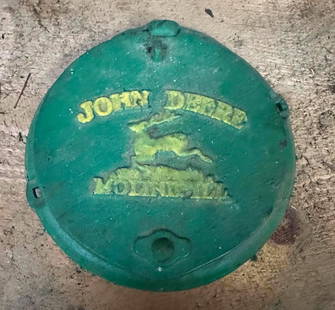 JOHN DEERE
MOLINE, ILL